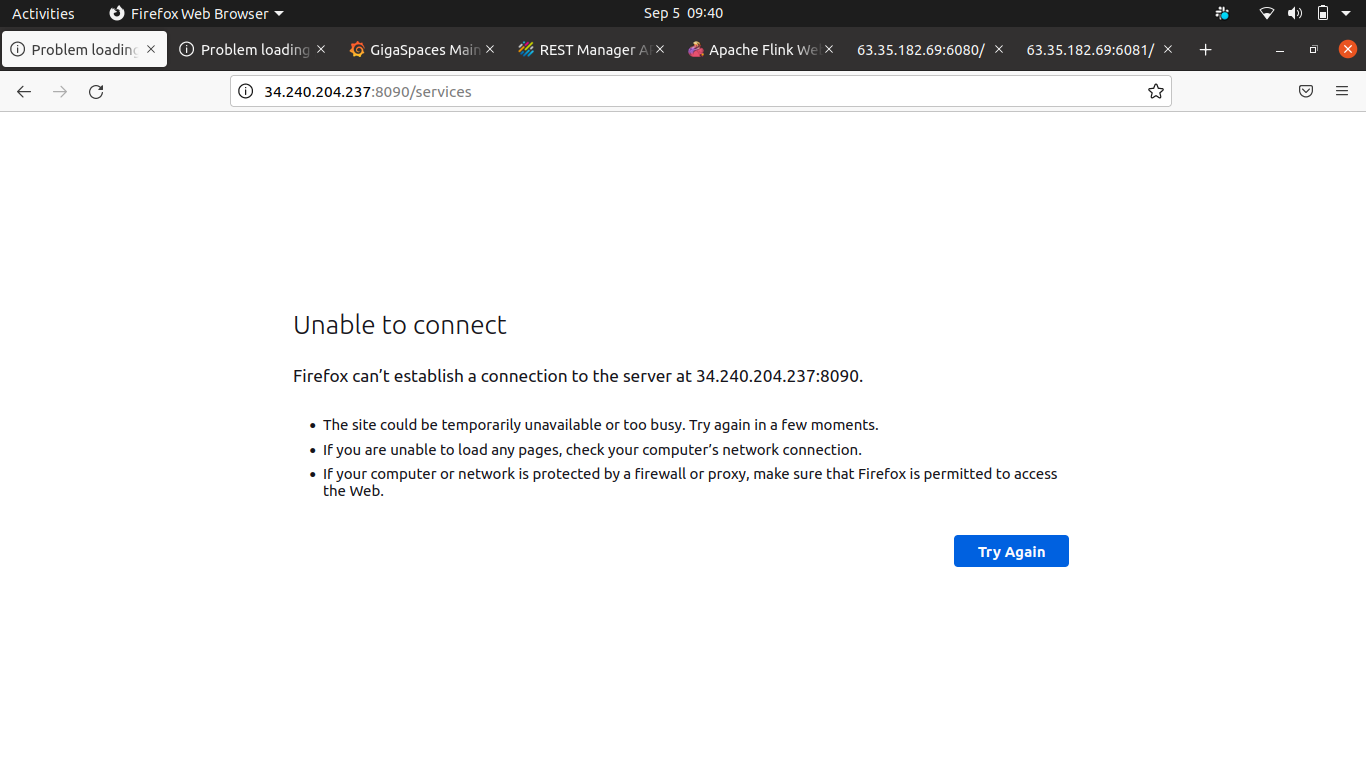 Activities Firefox Web Browser Sep 5 09:40
Problem loading Problem loading GigaSpaces Main REST Manager Apache Flink We 63.35.182.69:6080/ 63.35.182.69:6081/
34.240.204.237:8090/services
Unable to connect
Firefox can’t establish a connection to the server at 34.240.204.237:8090.
• The site could be temporarily unavailable or too busy. Try again in a few moments.
• If you are unable to load any pages, check your computer’s network connection.
• If your computer or network is protected by a firewall or proxy, make sure that Firefox is permitted to access
the Web.
Try Again